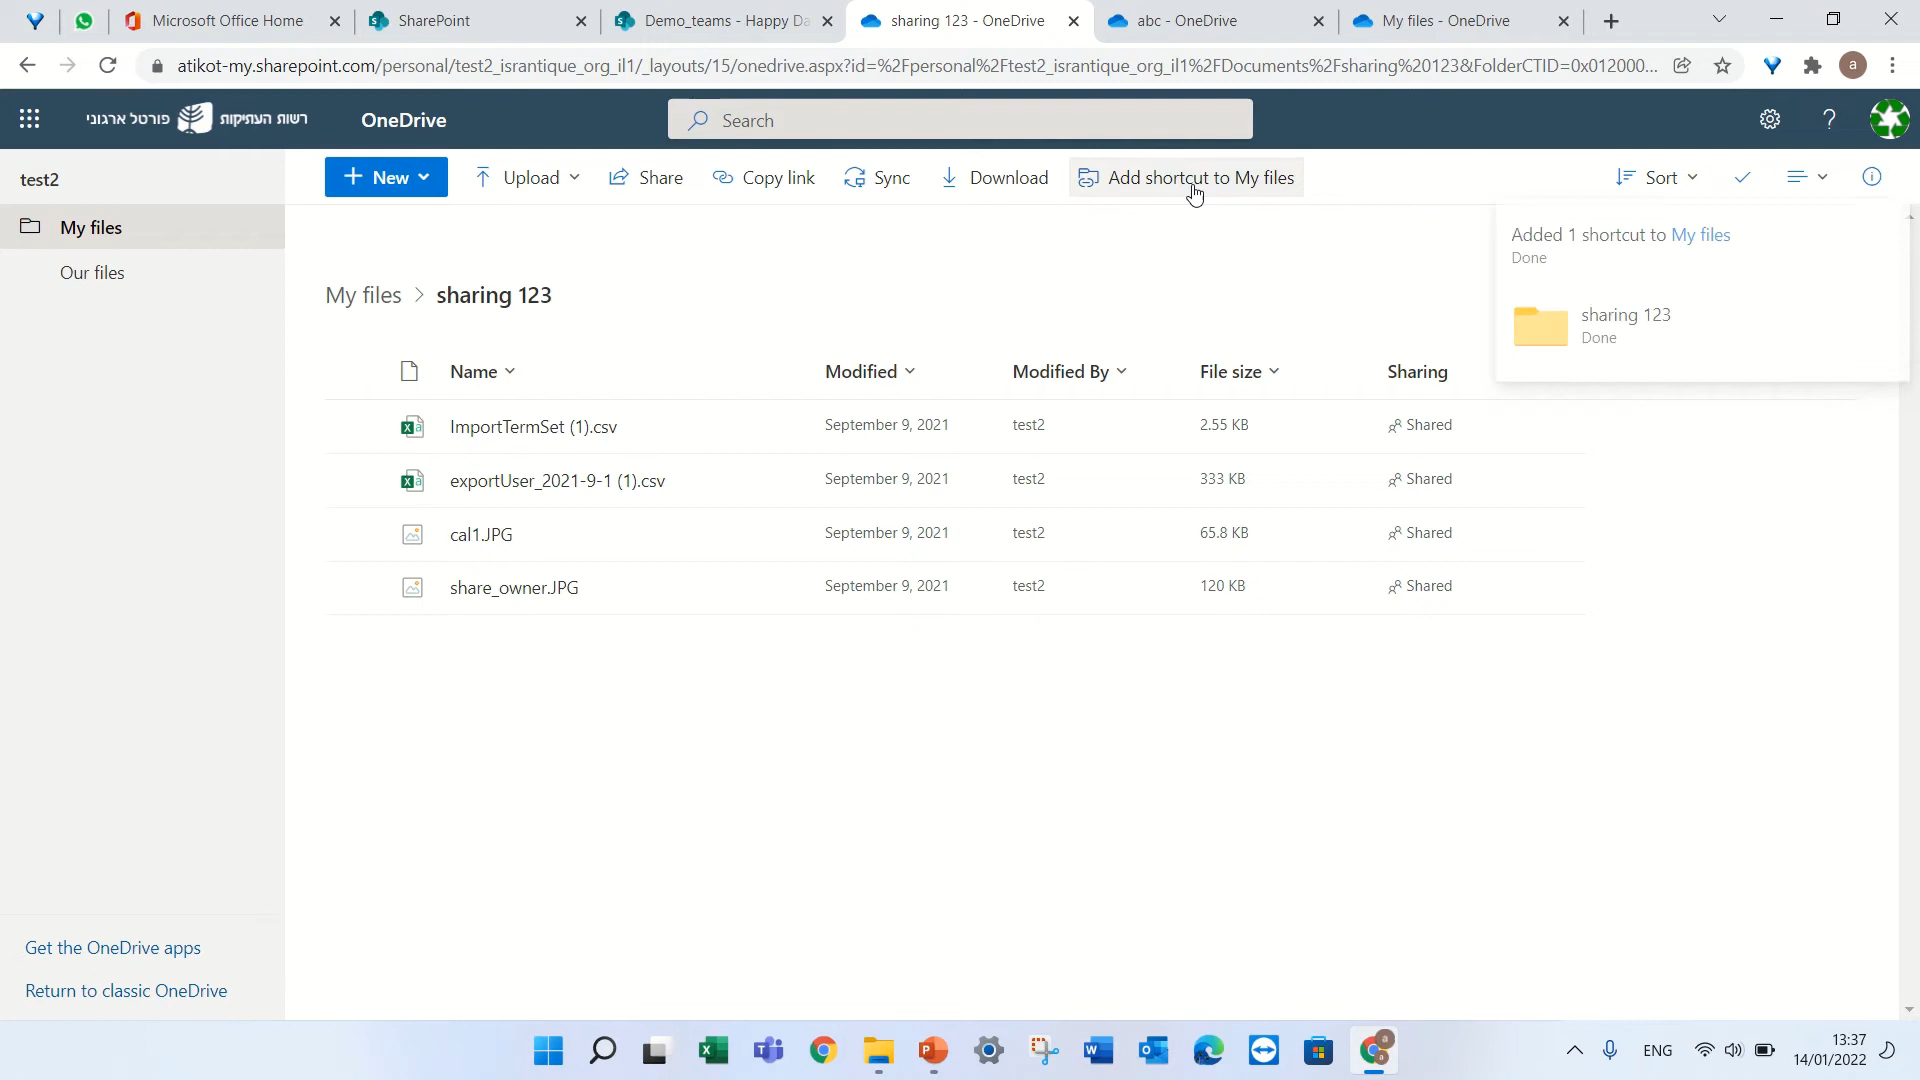 Microsoft Office Home
SharePoint
Demo_teams - Happy Da
sharing 123 - OneDrive
abc - OneDrive
My files - OneDrive
atikot-my.sharepoint.com/personal/test2_israntique_org_il1/_layouts/15/onedrive.aspx?id=%2Fpersonal%2Ftest2_israntique_org_il1%2FDocuments%2Fsharing%20123&FolderCTID=0x012000...
a
רשות העתיקות פורטל ארגוני
OneDrive
Search
?
test2
New
Upload
Share
Copy link
Sync
Download
Add shortcut to My files
Sort
My files
Our files
Added 1 shortcut to My files
Done
sharing 123
Done
My files > sharing 123
Name Modified Modified By File size Sharing
ImportTermSet (1).csv September 9, 2021 test2 2.55 KB Shared
exportUser_2021-9-1 (1).csv September 9, 2021 test2 333 KB Shared
cal1.JPG September 9, 2021 test2 65.8 KB Shared
share_owner.JPG September 9, 2021 test2 120 KB Shared
Get the OneDrive apps
Return to classic OneDrive
ENG
13:37
14/01/2022